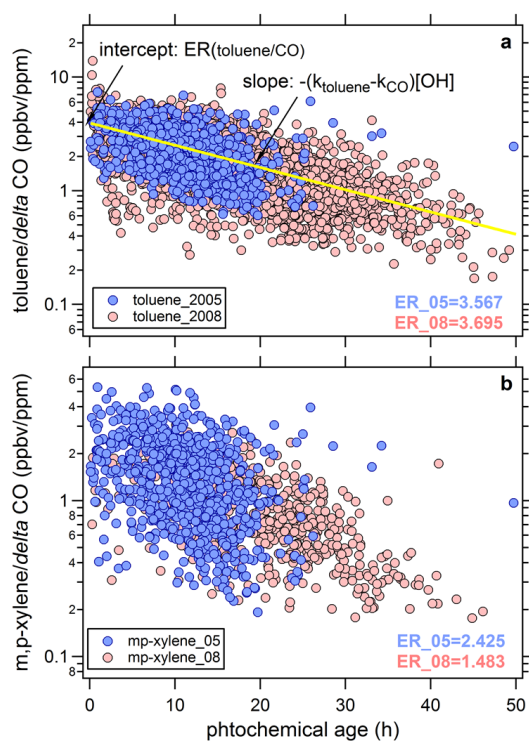 intercept: ER(toluene/CO)
a
slope: -(ktoluene-kCO)[OH]
toluene/delta CO (ppbv/ppm)
2
10
6
4
2
1
6
4
2
0.1
6
toluene_2005
toluene_2008
ER_05=3.567
ER_08=3.695
b
m,p-xylene/delta CO (ppbv/ppm)
6
4
2
1
8
6
4
2
0.1
8
mp-xylene_05
mp-xylene_08
ER_05=2.425
ER_08=1.483
0 10 20 30 40 50
phtochemical age (h)